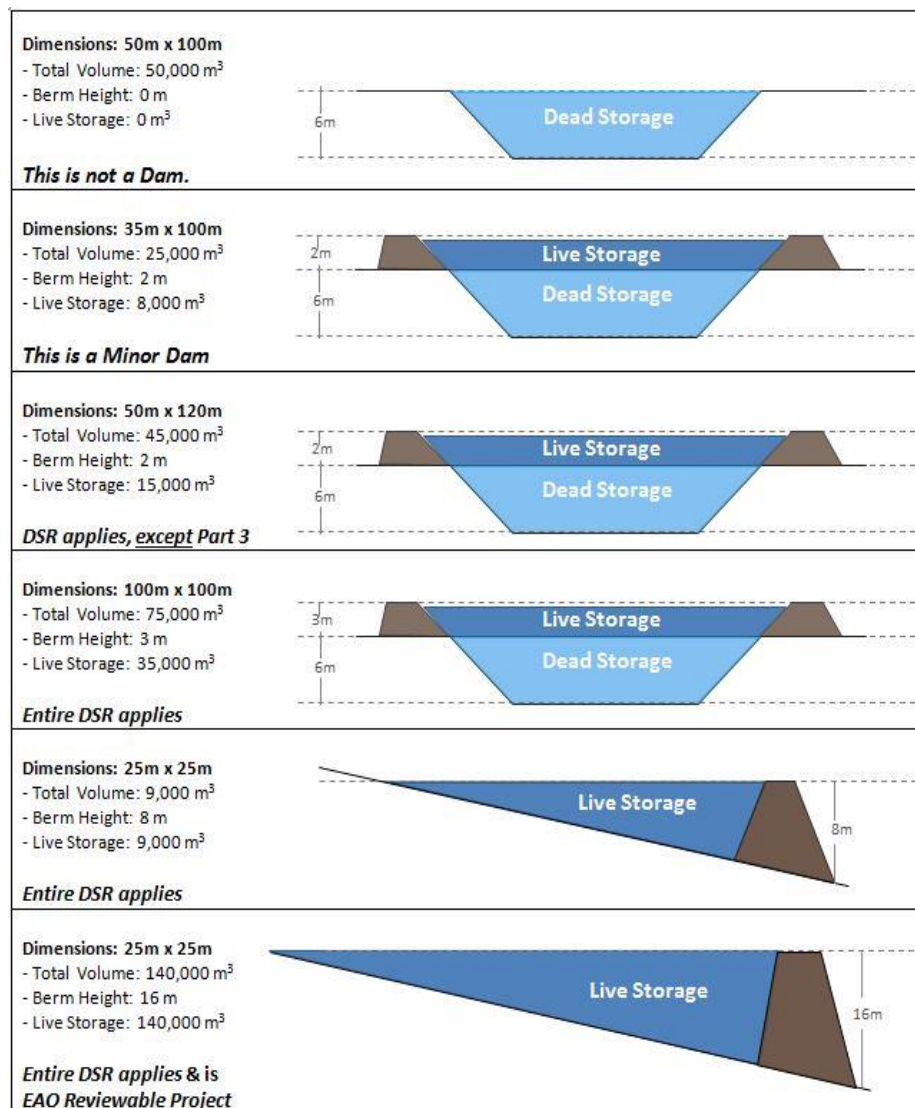 Dimensions: 50m x 100m
- Total Volume: 50,000 m³
- Berm Height: 0 m
- Live Storage: 0 m³
This is not a Dam.
6m
Dead Storage
Dimensions: 35m x 100m
- Total Volume: 25,000 m³
- Berm Height: 2 m
- Live Storage: 8,000 m³
This is a Minor Dam
2m
6m
Live Storage
Dead Storage
Dimensions: 50m x 120m
- Total Volume: 45,000 m³
- Berm Height: 2 m
- Live Storage: 15,000 m³
DSR applies, except Part 3
2m
6m
Live Storage
Dead Storage
Dimensions: 100m x 100m
- Total Volume: 75,000 m³
- Berm Height: 3 m
- Live Storage: 35,000 m³
Entire DSR applies
3m
6m
Live Storage
Dead Storage
Dimensions: 25m x 25m
- Total Volume: 9,000 m³
- Berm Height: 8 m
- Live Storage: 9,000 m³
Entire DSR applies
Live Storage
8m
Dimensions: 25m x 25m
- Total Volume: 140,000 m³
- Berm Height: 16 m
- Live Storage: 140,000 m³
Entire DSR applies & is
EAO Reviewable Project
Live Storage
16m